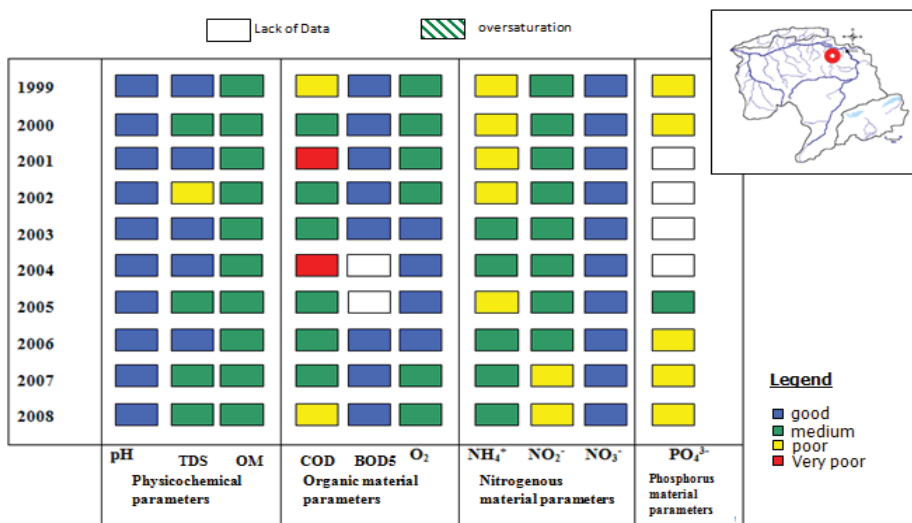 Lack of Data
oversaturation
1999
2000
2001
2002
2003
2004
2005
2006
2007
2008
pH TDS OM
Physicochemical
parameters
COD BOD5 O₂
Organic material
parameters
NH₄⁺ NO₂⁻ NO₃⁻
Nitrogenous
material parameters
PO₄³⁻
Phosphorus
material
parameters
Legend
good
medium
poor
Very poor